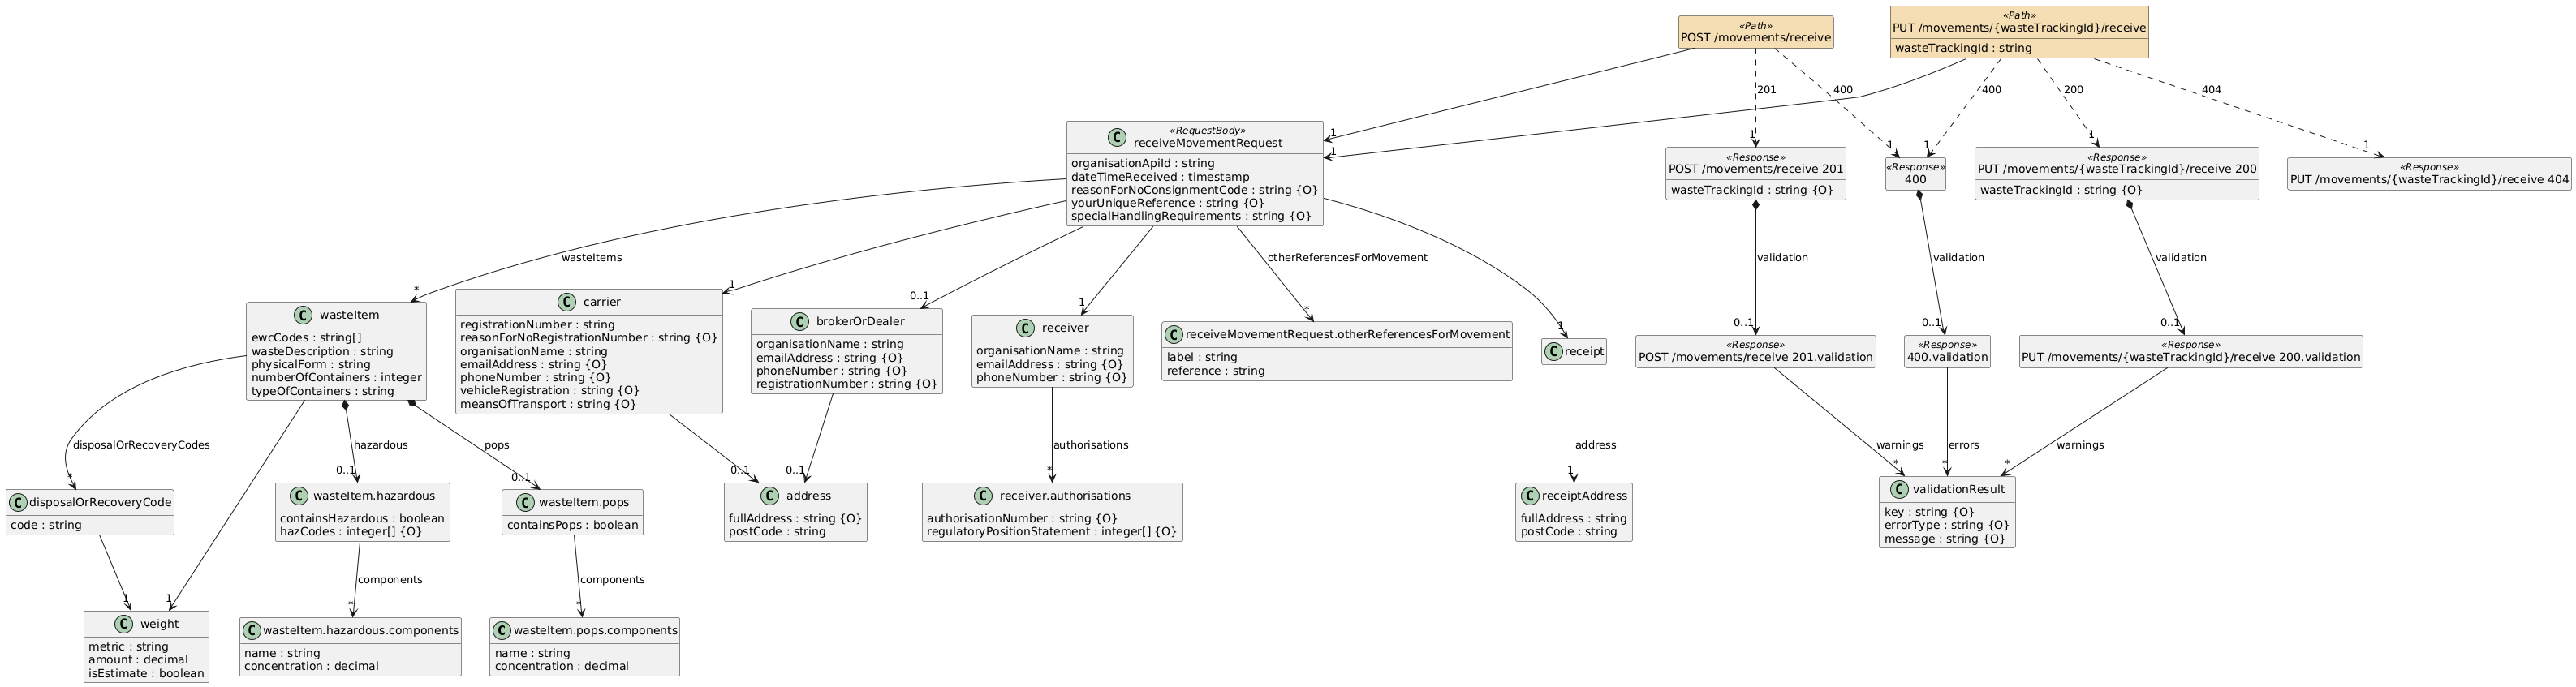 «Path»
POST /movements/receive
«Path»
PUT /movements/{wasteTrackingId}/receive
wasteTrackingId : string
201
400
400
200
404
1
1
1
1
1
1
1
C
«RequestBody»
receiveMovementRequest
organisationApiId : string
dateTimeReceived : timestamp
reasonForNoConsignmentCode : string {O}
yourUniqueReference : string {O}
specialHandlingRequirements : string {O}
«Response»
POST /movements/receive 201
wasteTrackingId : string {O}
«Response»
400
«Response»
PUT /movements/{wasteTrackingId}/receive 200
wasteTrackingId : string {O}
«Response»
PUT /movements/{wasteTrackingId}/receive 404
wasteItems
otherReferencesForMovement
validation
validation
validation
*
1
0..1
1
*
1
0..1
0..1
0..1
C wasteItem
ewcCodes : string[]
wasteDescription : string
physicalForm : string
numberOfContainers : integer
typeOfContainers : string
C carrier
registrationNumber : string
reasonForNoRegistrationNumber : string {O}
organisationName : string
emailAddress : string {O}
phoneNumber : string {O}
vehicleRegistration : string {O}
meansOfTransport : string {O}
C brokerOrDealer
organisationName : string
emailAddress : string {O}
phoneNumber : string {O}
registrationNumber : string {O}
C receiver
organisationName : string
emailAddress : string {O}
phoneNumber : string {O}
C receiveMovementRequest.otherReferencesForMovement
label : string
reference : string
C receipt
«Response»
POST /movements/receive 201.validation
«Response»
400.validation
«Response»
PUT /movements/{wasteTrackingId}/receive 200.validation
disposalOrRecoveryCodes
hazardous
pops
authorisations
address
warnings
errors
warnings
*
0..1
0..1
0..1
0..1
*
1
*
*
*
C disposalOrRecoveryCode
code : string
C wasteItem.hazardous
containsHazardous : boolean
hazCodes : integer[] {O}
C wasteItem.pops
containsPops : boolean
C address
fullAddress : string {O}
postCode : string
C receiver.authorisations
authorisationNumber : string {O}
regulatoryPositionStatement : integer[] {O}
C receiptAddress
fullAddress : string
postCode : string
C validationResult
key : string {O}
errorType : string {O}
message : string {O}
components
components
1
1
*
*
C weight
metric : string
amount : decimal
isEstimate : boolean
C wasteItem.hazardous.components
name : string
concentration : decimal
C wasteItem.pops.components
name : string
concentration : decimal